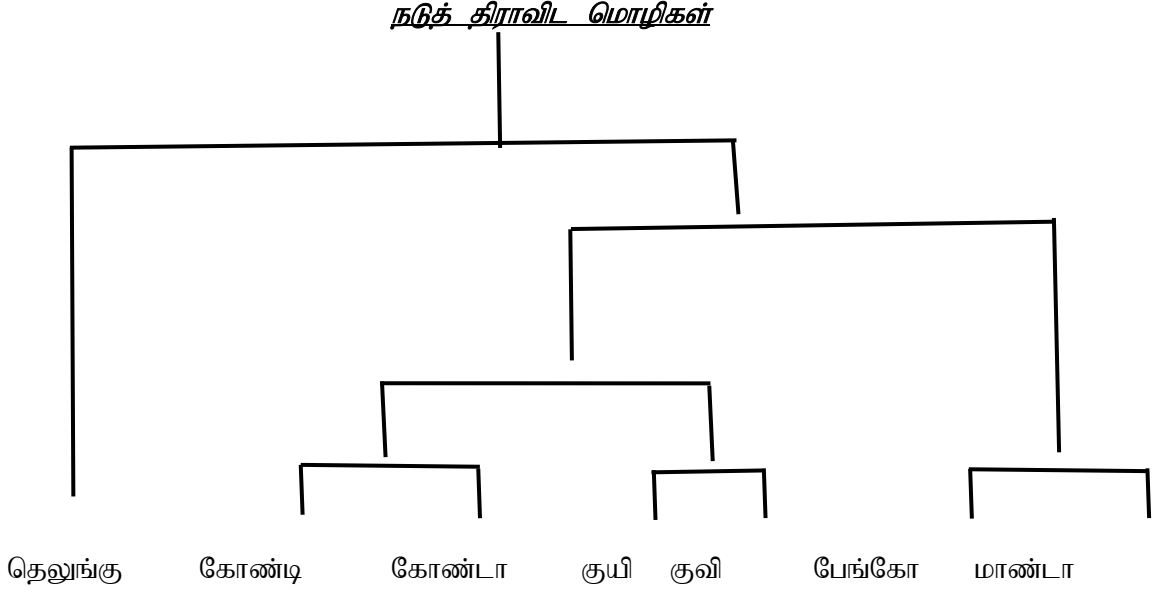 நடுத் திராவிட மொழிகள்
தெலுங்கு கோண்டி கோண்டா குயி குவி பேங்கோ மாண்டா